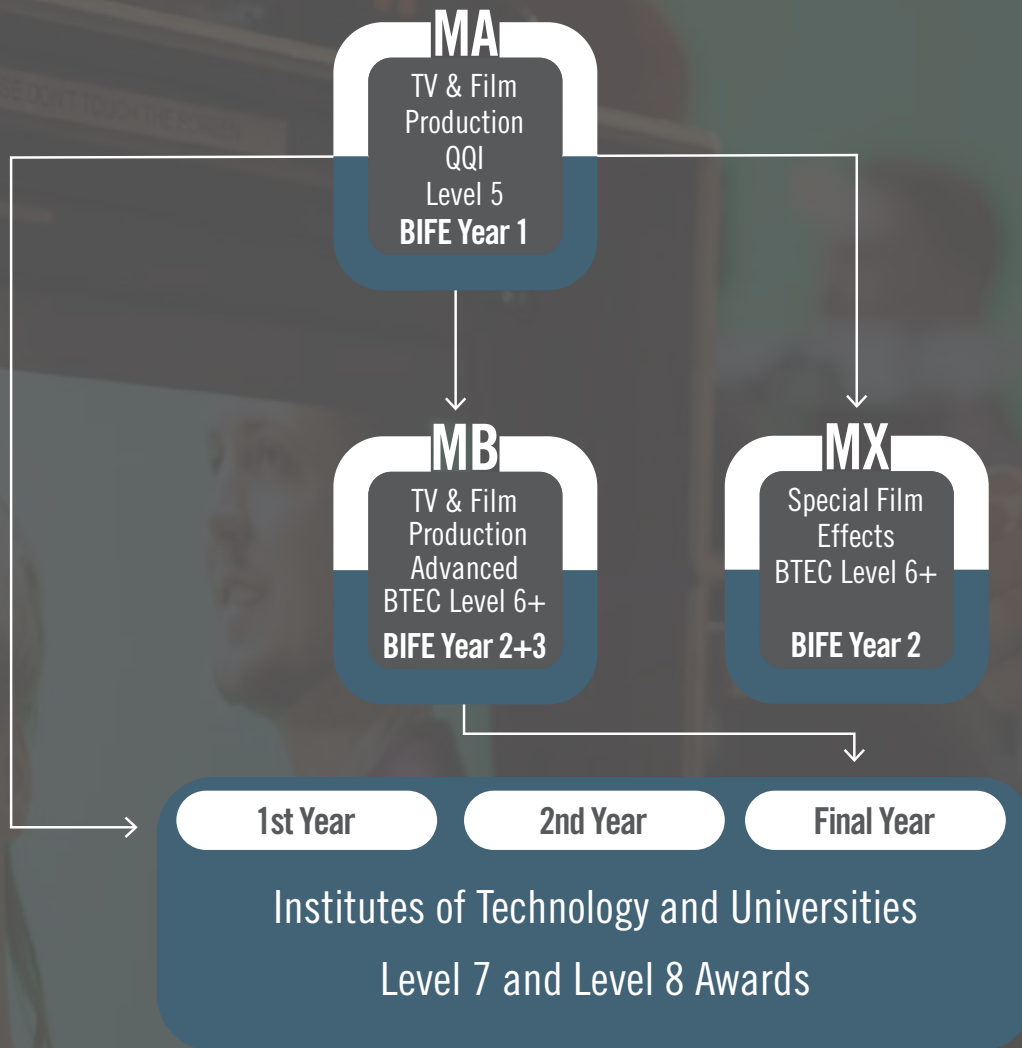 MA
TV & Film
Production
QQI
Level 5
BIFE Year 1
MB
TV & Film
Production
Advanced
BTEC Level 6+
BIFE Year 2+3
MX
Special Film
Effects
BTEC Level 6+
BIFE Year 2
1st Year
2nd Year
Final Year
Institutes of Technology and Universities
Level 7 and Level 8 Awards